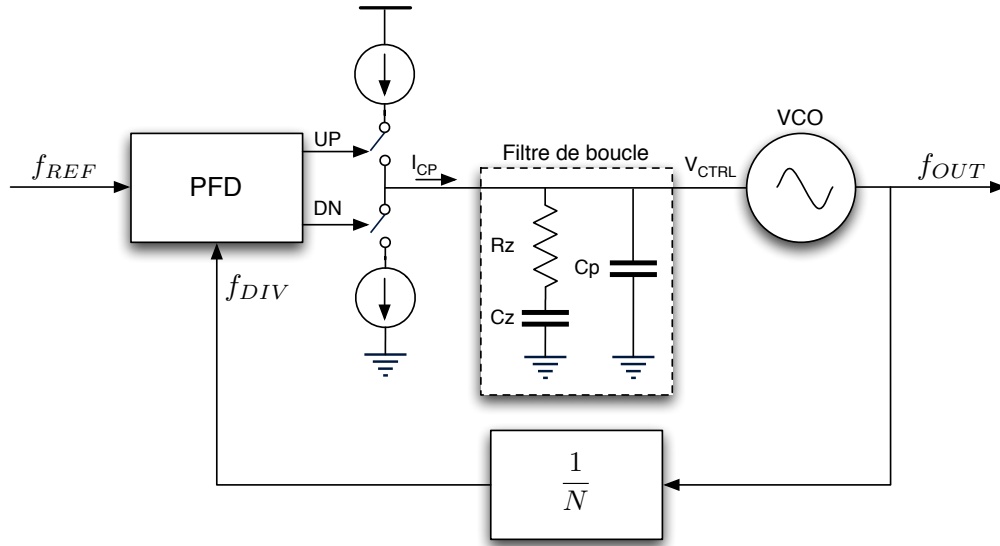 VCO
UP
Filtre de boucle
I_CP
V_CTRL
f_REF
PFD
f_OUT
DN
Rz
Cp
f_DIV
Cz
1
N